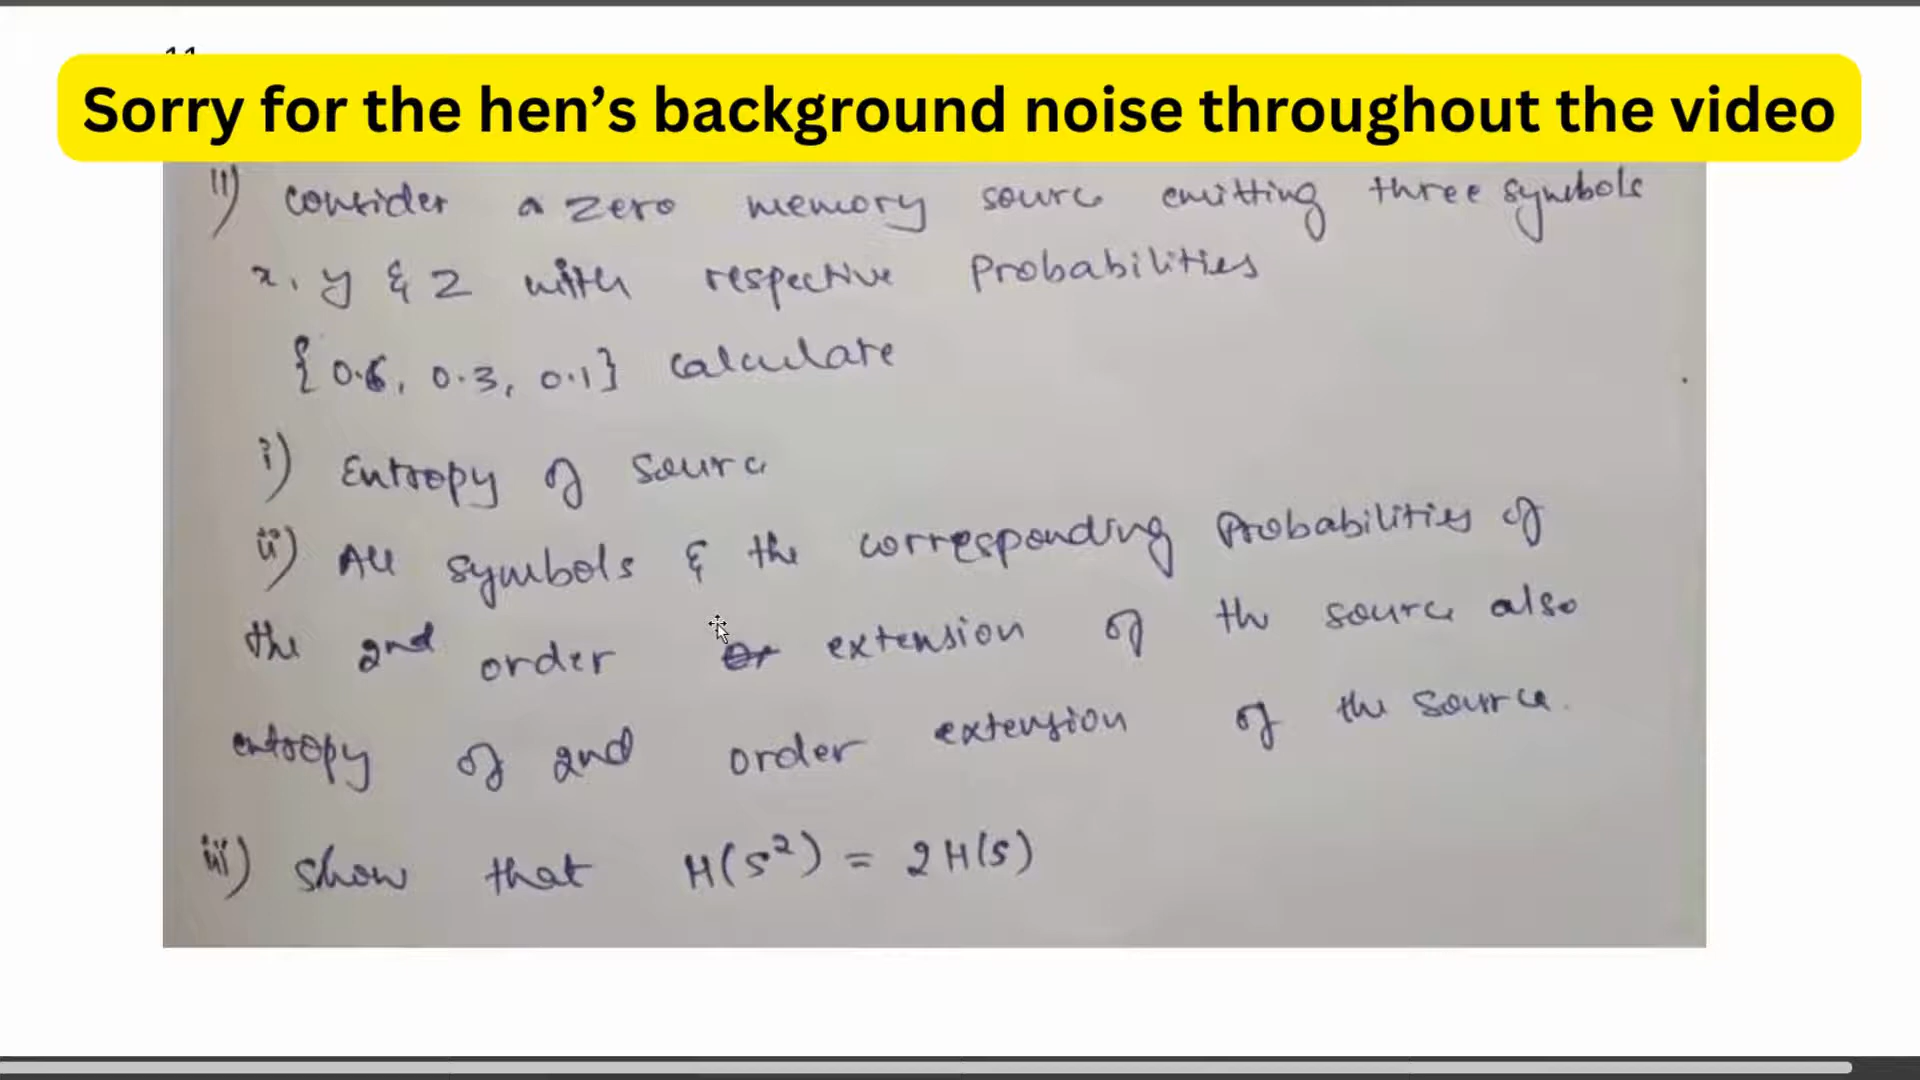 Sorry for the hen’s background noise throughout the video
11) Consider a zero memory source emitting three symbols
x, y & z with respective Probabilities
{0.6, 0.3, 0.1} calculate
i) Entropy of source
ii) All symbols & the corresponding Probabilities of
the 2nd order extension of the source also
entropy of 2nd order extension of the source.
iii) Show that H(S²) = 2H(S)